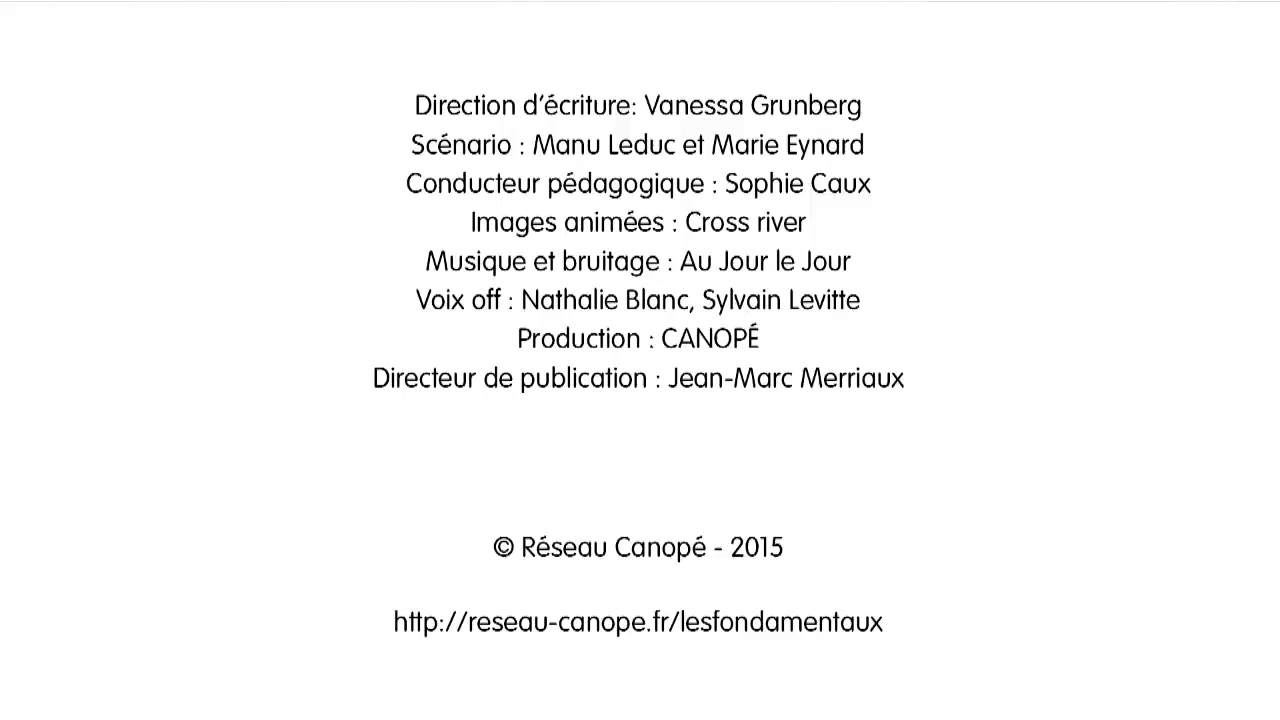 Direction d'écriture: Vanessa Grunberg
Scénario : Manu Leduc et Marie Eynard
Conducteur pédagogique : Sophie Caux
Images animées : Cross river
Musique et bruitage : Au Jour le Jour
Voix off : Nathalie Blanc, Sylvain Levitte
Production : CANOPÉ
Directeur de publication : Jean-Marc Merriaux
© Réseau Canopé - 2015
http://reseau-canope.fr/lesfondamentaux